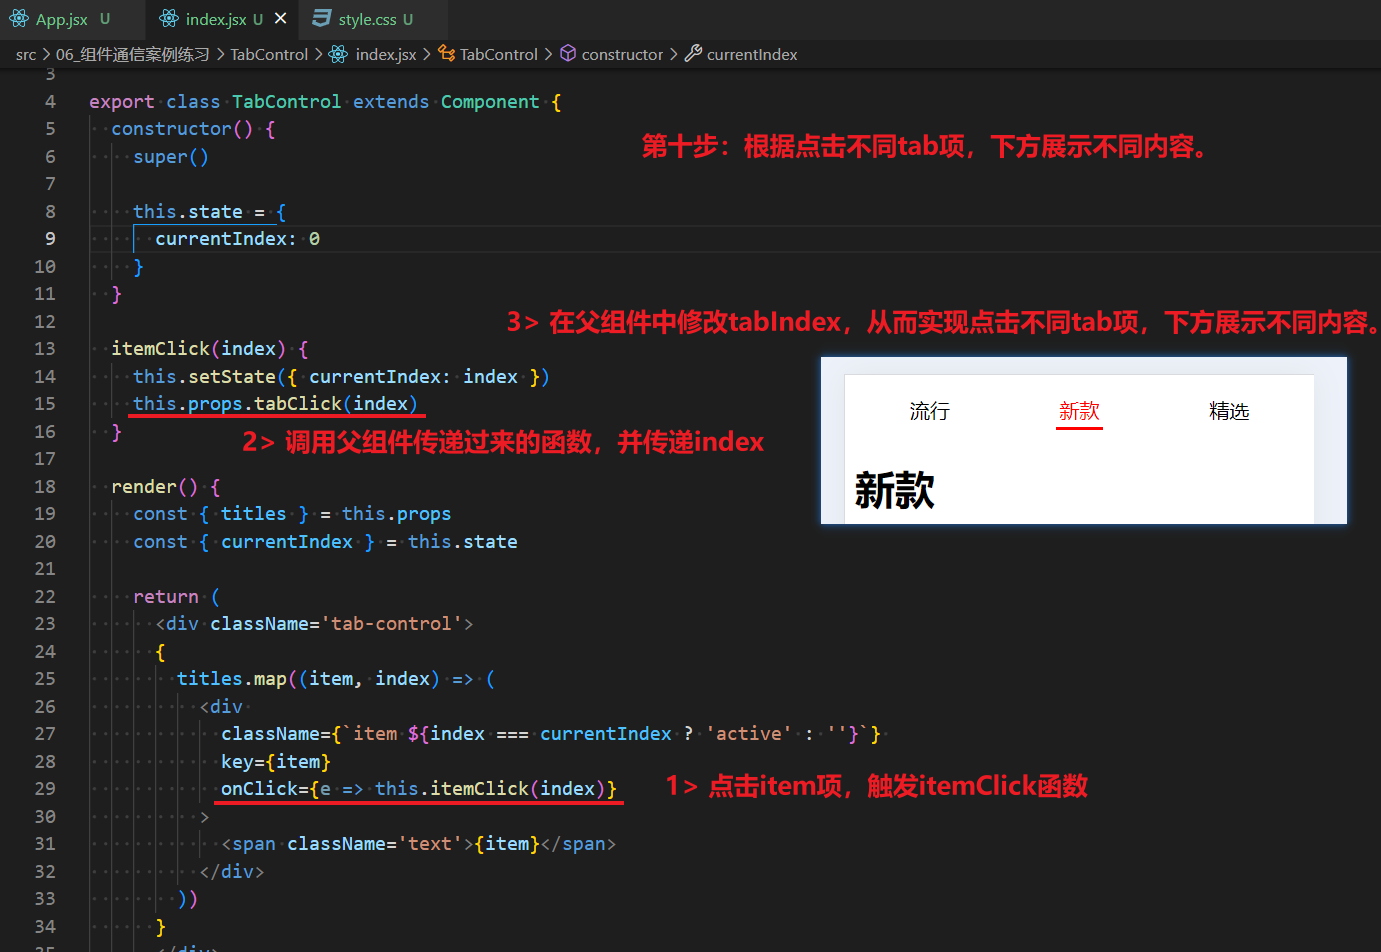 App.jsx U index.jsx U × style.css U
src > 06_组件通信案例练习 > TabControl > index.jsx > TabControl > constructor > currentIndex
3
4 export class TabControl extends Component {
5 constructor() {
第十步：根据点击不同tab项，下方展示不同内容。
6 super()
7
8 this.state = {
9 currentIndex: 0
10 }
11 }
12
3> 在父组件中修改tabIndex，从而实现点击不同tab项，下方展示不同内容。
13 itemClick(index) {
14 this.setState({ currentIndex: index })
15 this.props.tabClick(index)
流行 新款 精选
16 }
2> 调用父组件传递过来的函数，并传递index
17
18 render() {
新款
19 const { titles } = this.props
20 const { currentIndex } = this.state
21
22 return (
23 <div className='tab-control'>
24 {
25 titles.map((item, index) => (
26 <div
27 className={`item ${index === currentIndex ? 'active' : ''}`}
28 key={item}
29 onClick={e => this.itemClick(index)}
1> 点击item项，触发itemClick函数
30 >
31 <span className='text'>{item}</span>
32 </div>
33 ))
34 }
35 </div>